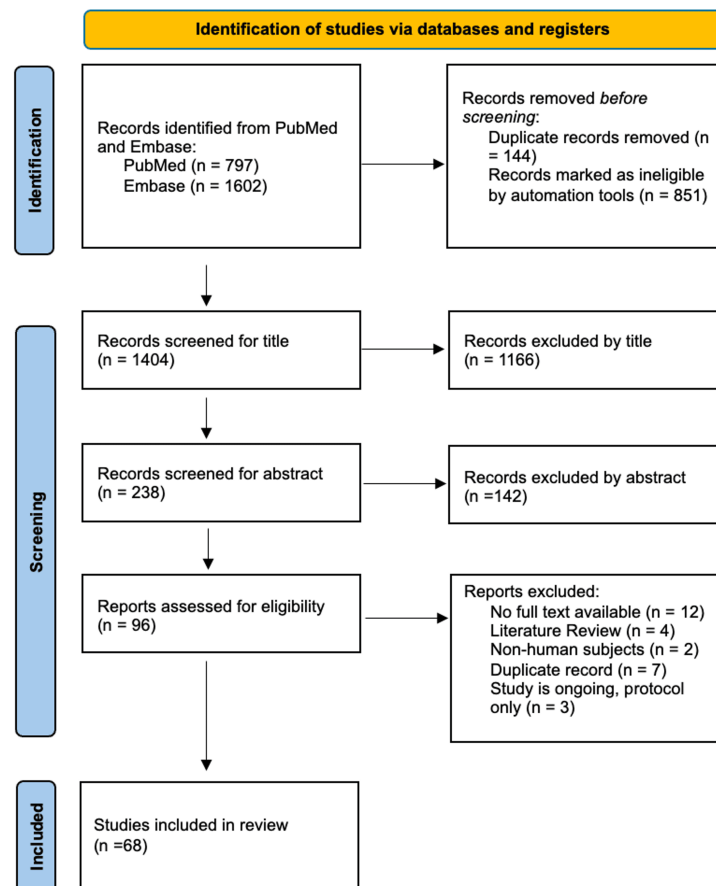 Identification of studies via databases and registers
Identification
Records identified from PubMed
and Embase:
PubMed (n = 797)
Embase (n = 1602)
Records removed before
screening:
Duplicate records removed (n
= 144)
Records marked as ineligible
by automation tools (n = 851)
Screening
Records screened for title
(n = 1404)
Records excluded by title
(n = 1166)
Records screened for abstract
(n = 238)
Records excluded by abstract
(n =142)
Reports assessed for eligibility
(n = 96)
Reports excluded:
No full text available (n = 12)
Literature Review (n = 4)
Non-human subjects (n = 2)
Duplicate record (n = 7)
Study is ongoing, protocol
only (n = 3)
Included
Studies included in review
(n =68)